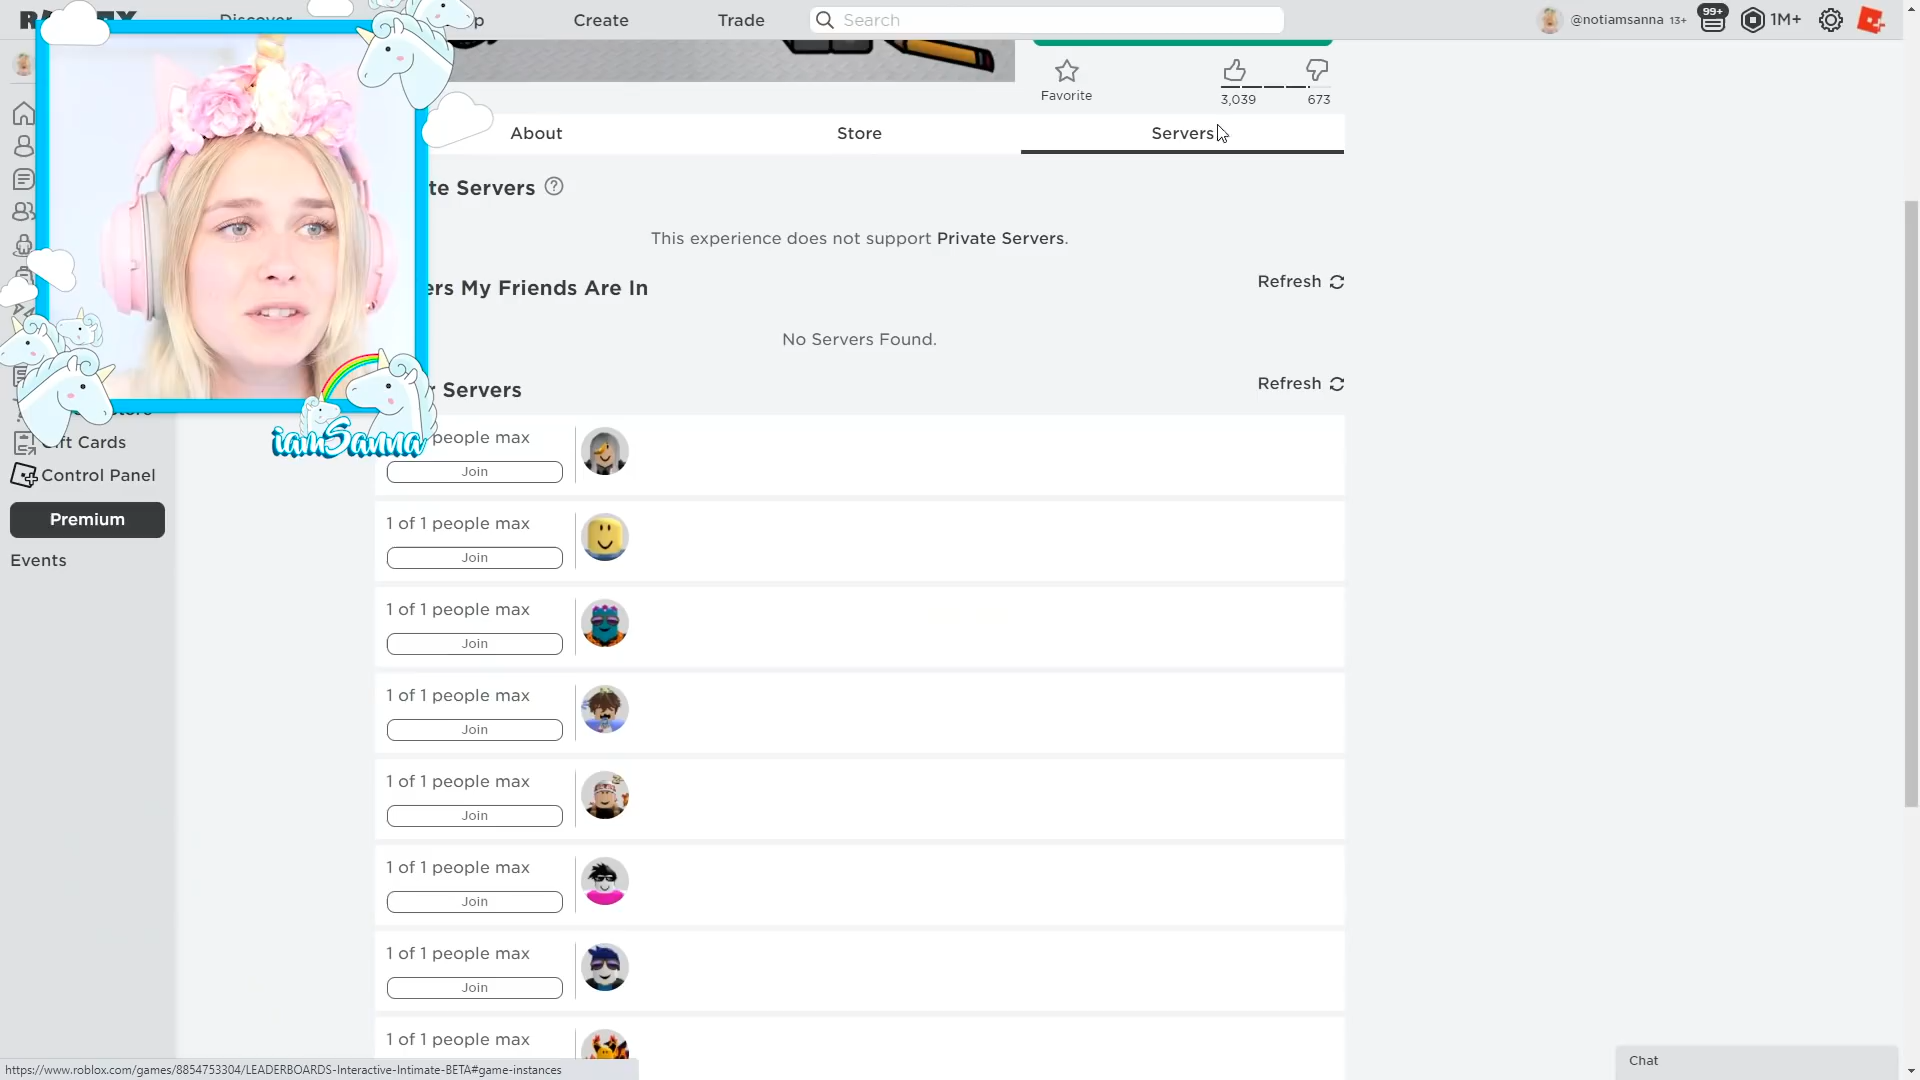 Create
Trade
Search
@notiamsanna 13+
99+
1M+
Favorite
3,039
673
About
Store
Servers
te Servers
This experience does not support Private Servers.
ers My Friends Are In
Refresh
No Servers Found.
Servers
Refresh
iamSanna
people max
Join
ft Cards
Control Panel
1 of 1 people max
Join
Premium
Events
1 of 1 people max
Join
1 of 1 people max
Join
1 of 1 people max
Join
1 of 1 people max
Join
1 of 1 people max
Join
1 of 1 people max
Chat
https://www.roblox.com/games/8854753304/LEADERBOARDS-Interactive-Intimate-BETA#game-instances